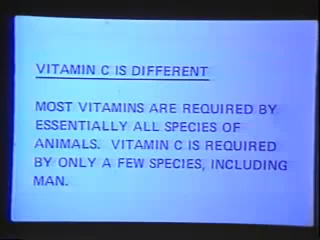 VITAMIN C IS DIFFERENT
MOST VITAMINS ARE REQUIRED BY
ESSENTIALLY ALL SPECIES OF
ANIMALS. VITAMIN C IS REQUIRED
BY ONLY A FEW SPECIES, INCLUDING
MAN.